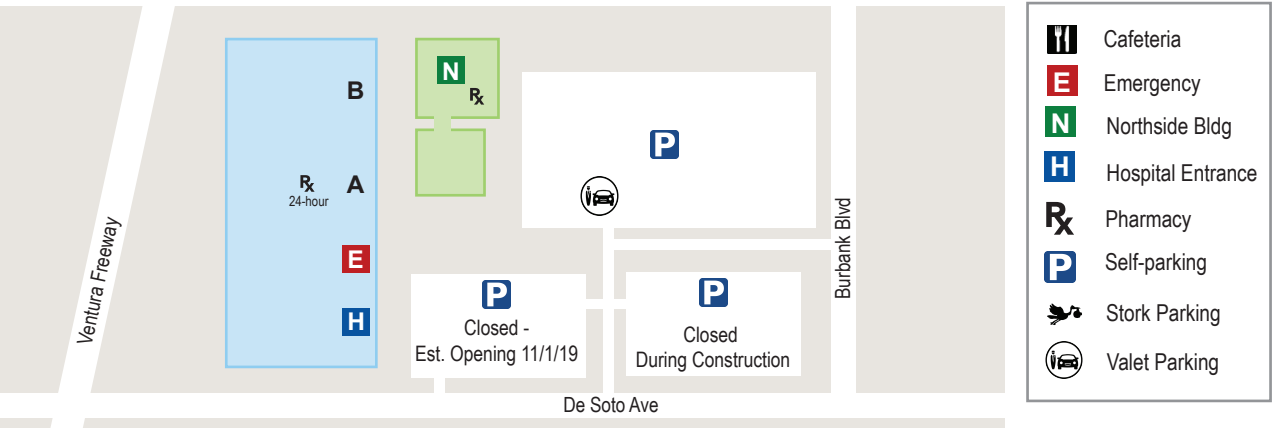 Ventura Freeway
B
Rx
24-hour
A
E
H
N
Rx
P
P
Closed -
Est. Opening 11/1/19
P
Closed
During Construction
Burbank Blvd
De Soto Ave
Cafeteria
E Emergency
N Northside Bldg
H Hospital Entrance
Rx Pharmacy
P Self-parking
Stork Parking
Valet Parking